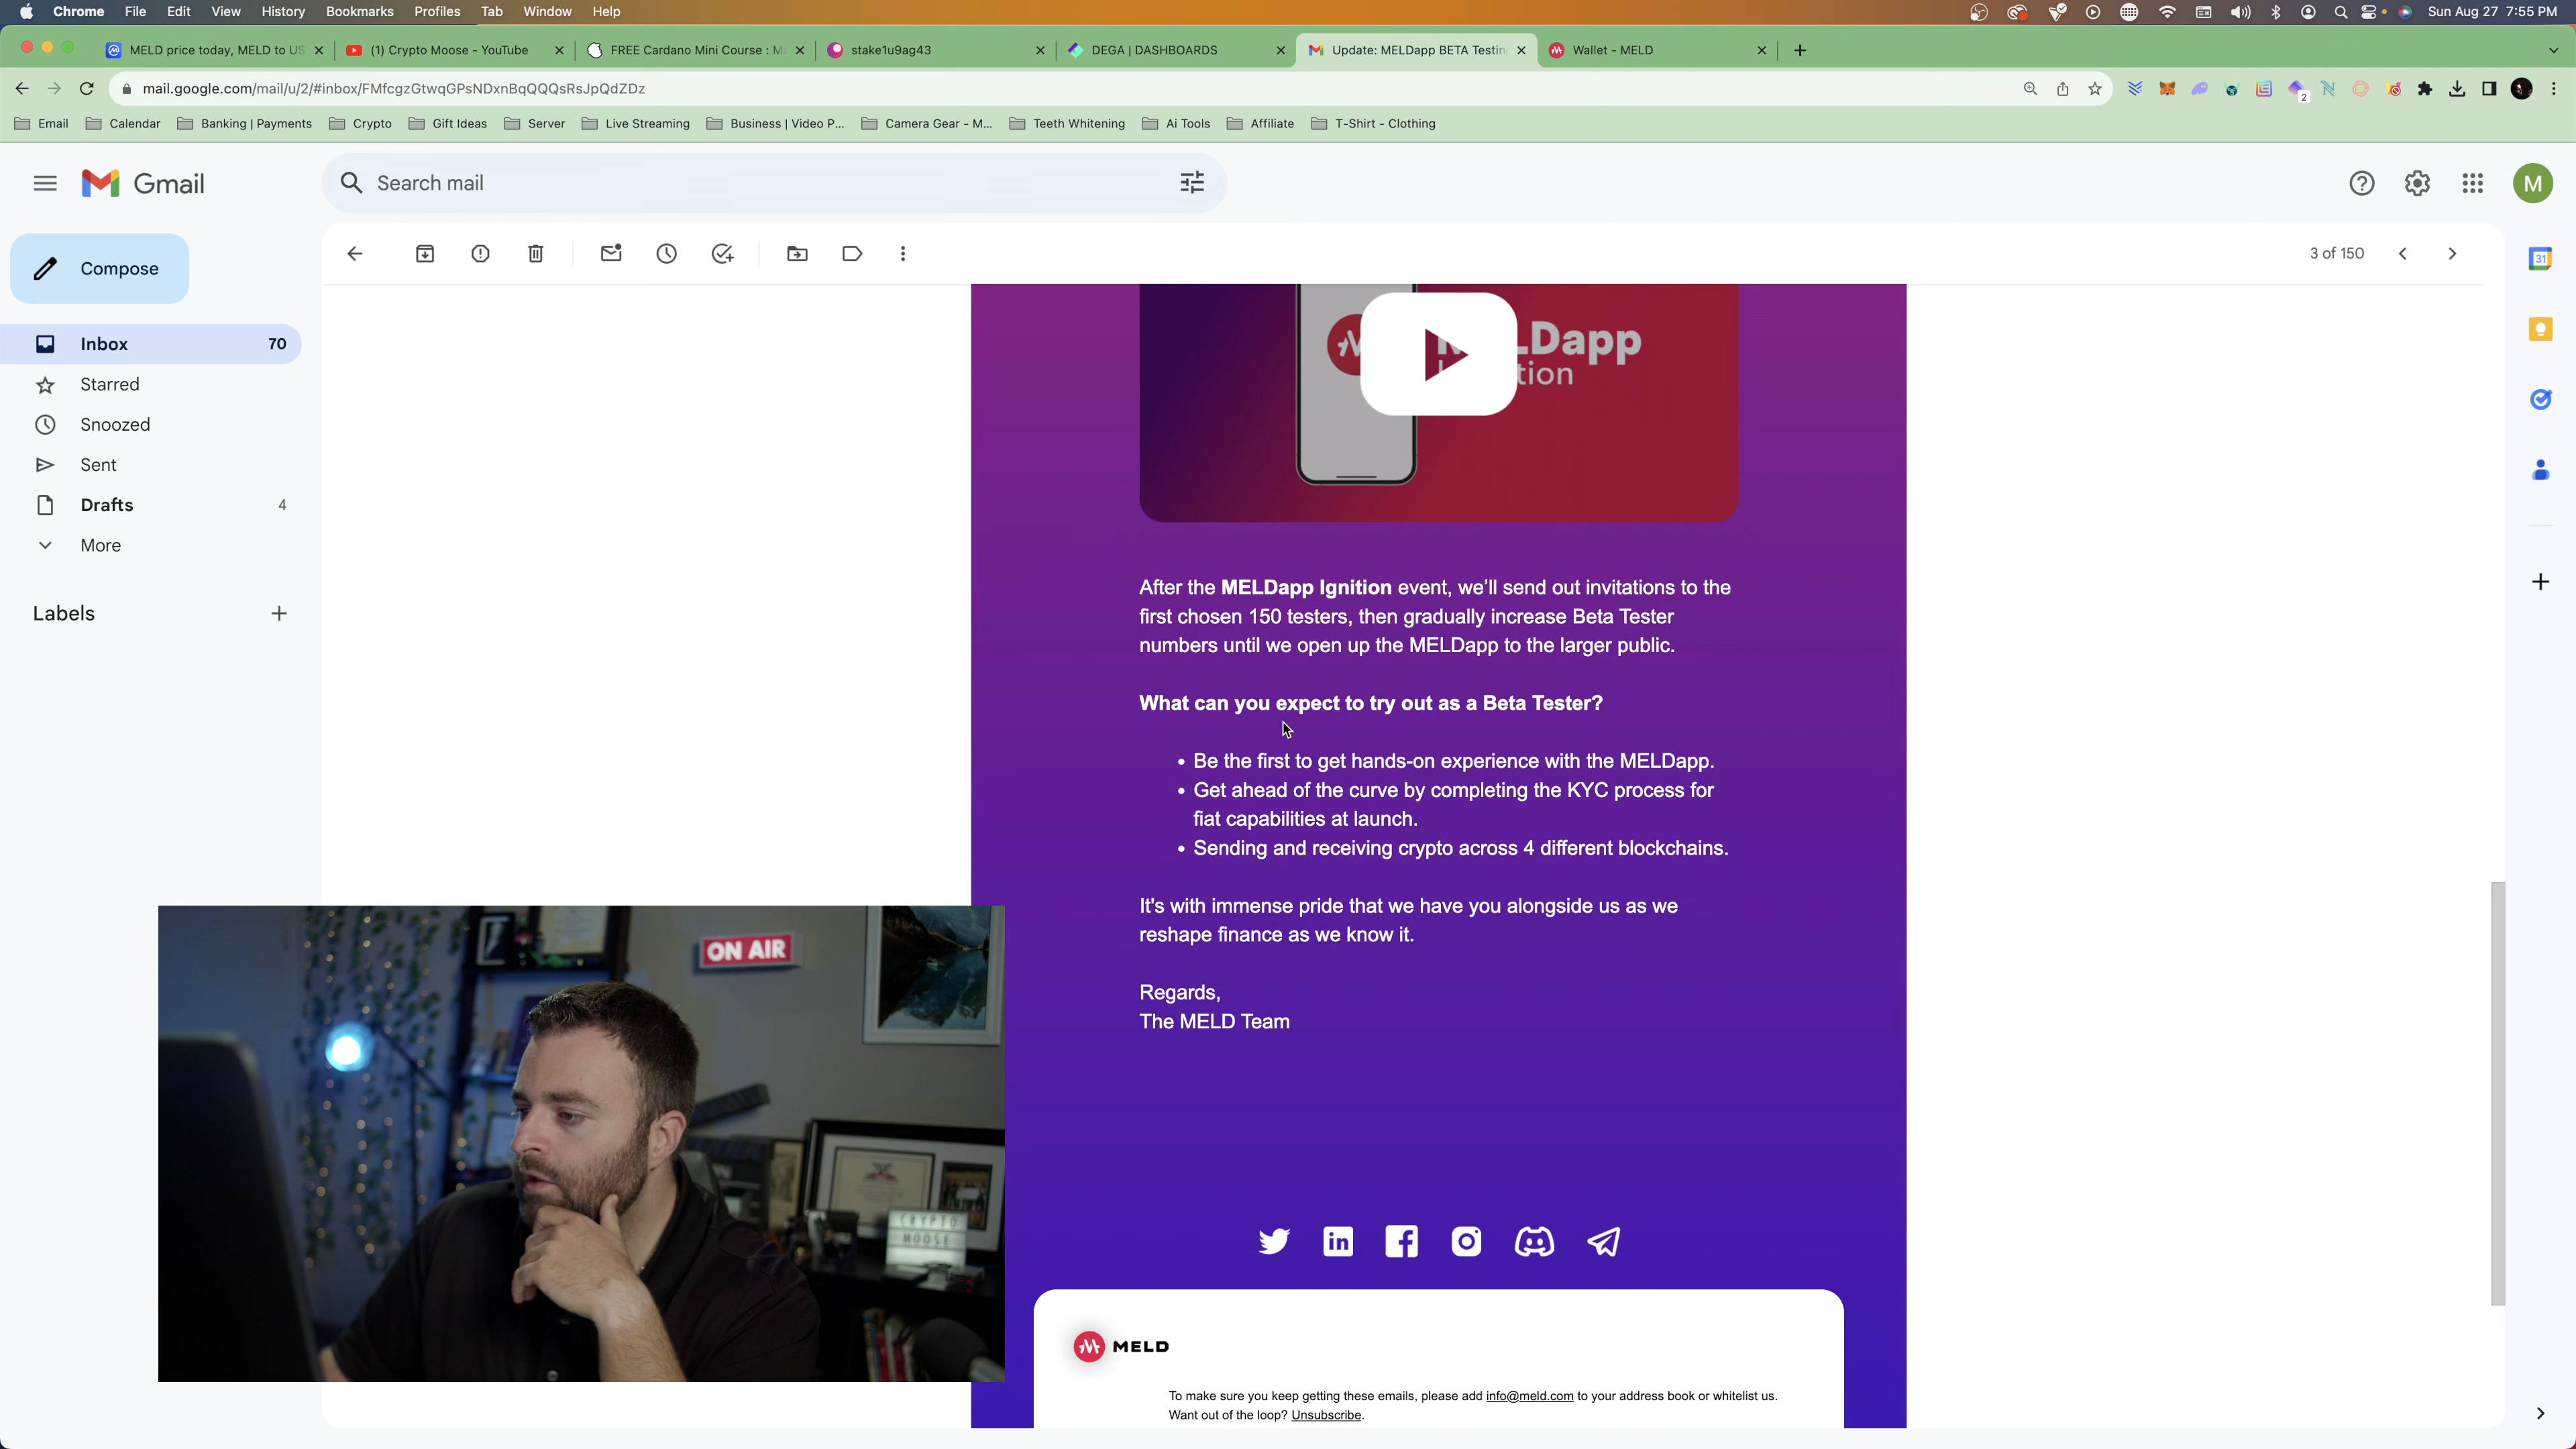 Chrome File Edit View History Bookmarks Profiles Tab Window Help Sun Aug 27 7:55 PM
MELD price today, MELD to US (1) Crypto Moose - YouTube FREE Cardano Mini Course : Ma stake1u9ag43 DEGA | DASHBOARDS Update: MELDapp BETA Testin Wallet - MELD
mail.google.com/mail/u/2/#inbox/FMfcgzGtwqGPsNDxnBqQQQsRsJpQdZDz 2
Email Calendar Banking | Payments Crypto Gift Ideas Server Live Streaming Business | Video P... Camera Gear - M... Teeth Whitening Ai Tools Affiliate T-Shirt - Clothing
Gmail Search mail M
Compose 3 of 150 31
Inbox 70
Starred
Snoozed
Sent
Drafts 4
More
Labels
Dapp
tion
After the MELDapp Ignition event, we'll send out invitations to the
first chosen 150 testers, then gradually increase Beta Tester
numbers until we open up the MELDapp to the larger public.
What can you expect to try out as a Beta Tester?
• Be the first to get hands-on experience with the MELDapp.
• Get ahead of the curve by completing the KYC process for
fiat capabilities at launch.
• Sending and receiving crypto across 4 different blockchains.
It's with immense pride that we have you alongside us as we
reshape finance as we know it.
Regards,
The MELD Team
ON AIR
CRYPTO
MOOSE
MELD
To make sure you keep getting these emails, please add info@meld.com to your address book or whitelist us.
Want out of the loop? Unsubscribe.